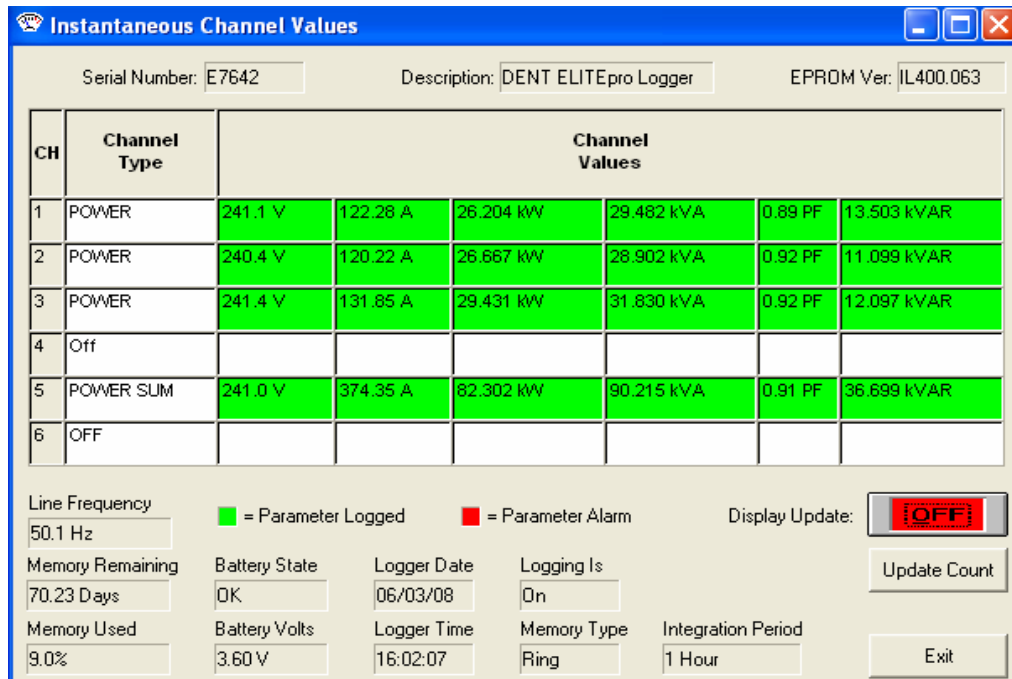 Instantaneous Channel Values
Serial Number: E7642 Description: DENT ELITEpro Logger EPROM Ver: IL400.063
CH Channel Type Channel Values
1 POWER 241.1 V 122.28 A 26.204 kW 29.482 kVA 0.89 PF 13.503 kVAR
2 POWER 240.4 V 120.22 A 26.667 kW 28.902 kVA 0.92 PF 11.099 kVAR
3 POWER 241.4 V 131.85 A 29.431 kW 31.830 kVA 0.92 PF 12.097 kVAR
4 Off
5 POWER SUM 241.0 V 374.35 A 82.302 kW 90.215 kVA 0.91 PF 36.699 kVAR
6 OFF
Line Frequency
50.1 Hz
= Parameter Logged = Parameter Alarm Display Update: OFF
Memory Remaining Battery State Logger Date Logging Is Update Count
70.23 Days OK 06/03/08 On
Memory Used Battery Volts Logger Time Memory Type Integration Period
9.0% 3.60 V 16:02:07 Ring 1 Hour Exit